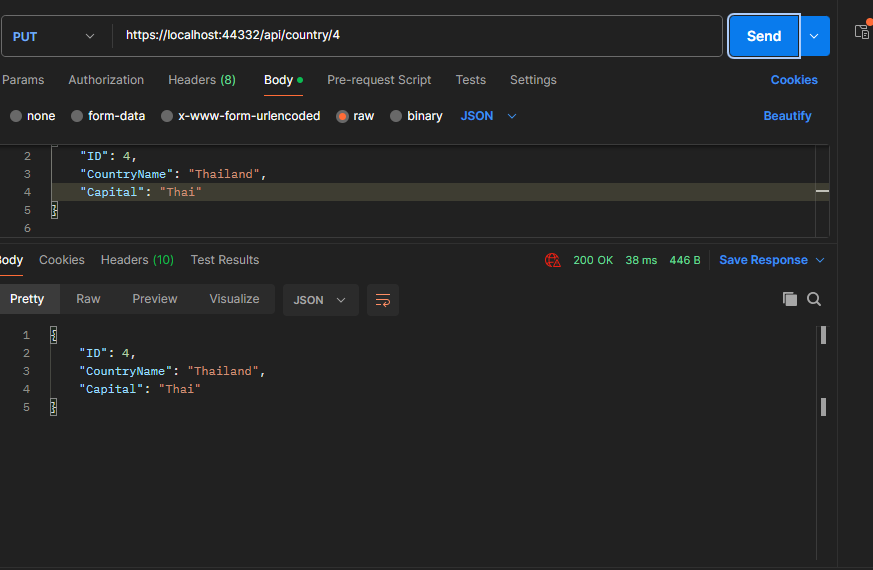 PUT https://localhost:44332/api/country/4 Send
Params Authorization Headers (8) Body Pre-request Script Tests Settings Cookies
none form-data x-www-form-urlencoded raw binary JSON Beautify
2 "ID": 4,
3 "CountryName": "Thailand",
4 "Capital": "Thai"
5 }
6
Body Cookies Headers (10) Test Results 200 OK 38 ms 446 B Save Response
Pretty Raw Preview Visualize JSON
1 {
2 "ID": 4,
3 "CountryName": "Thailand",
4 "Capital": "Thai"
5 }